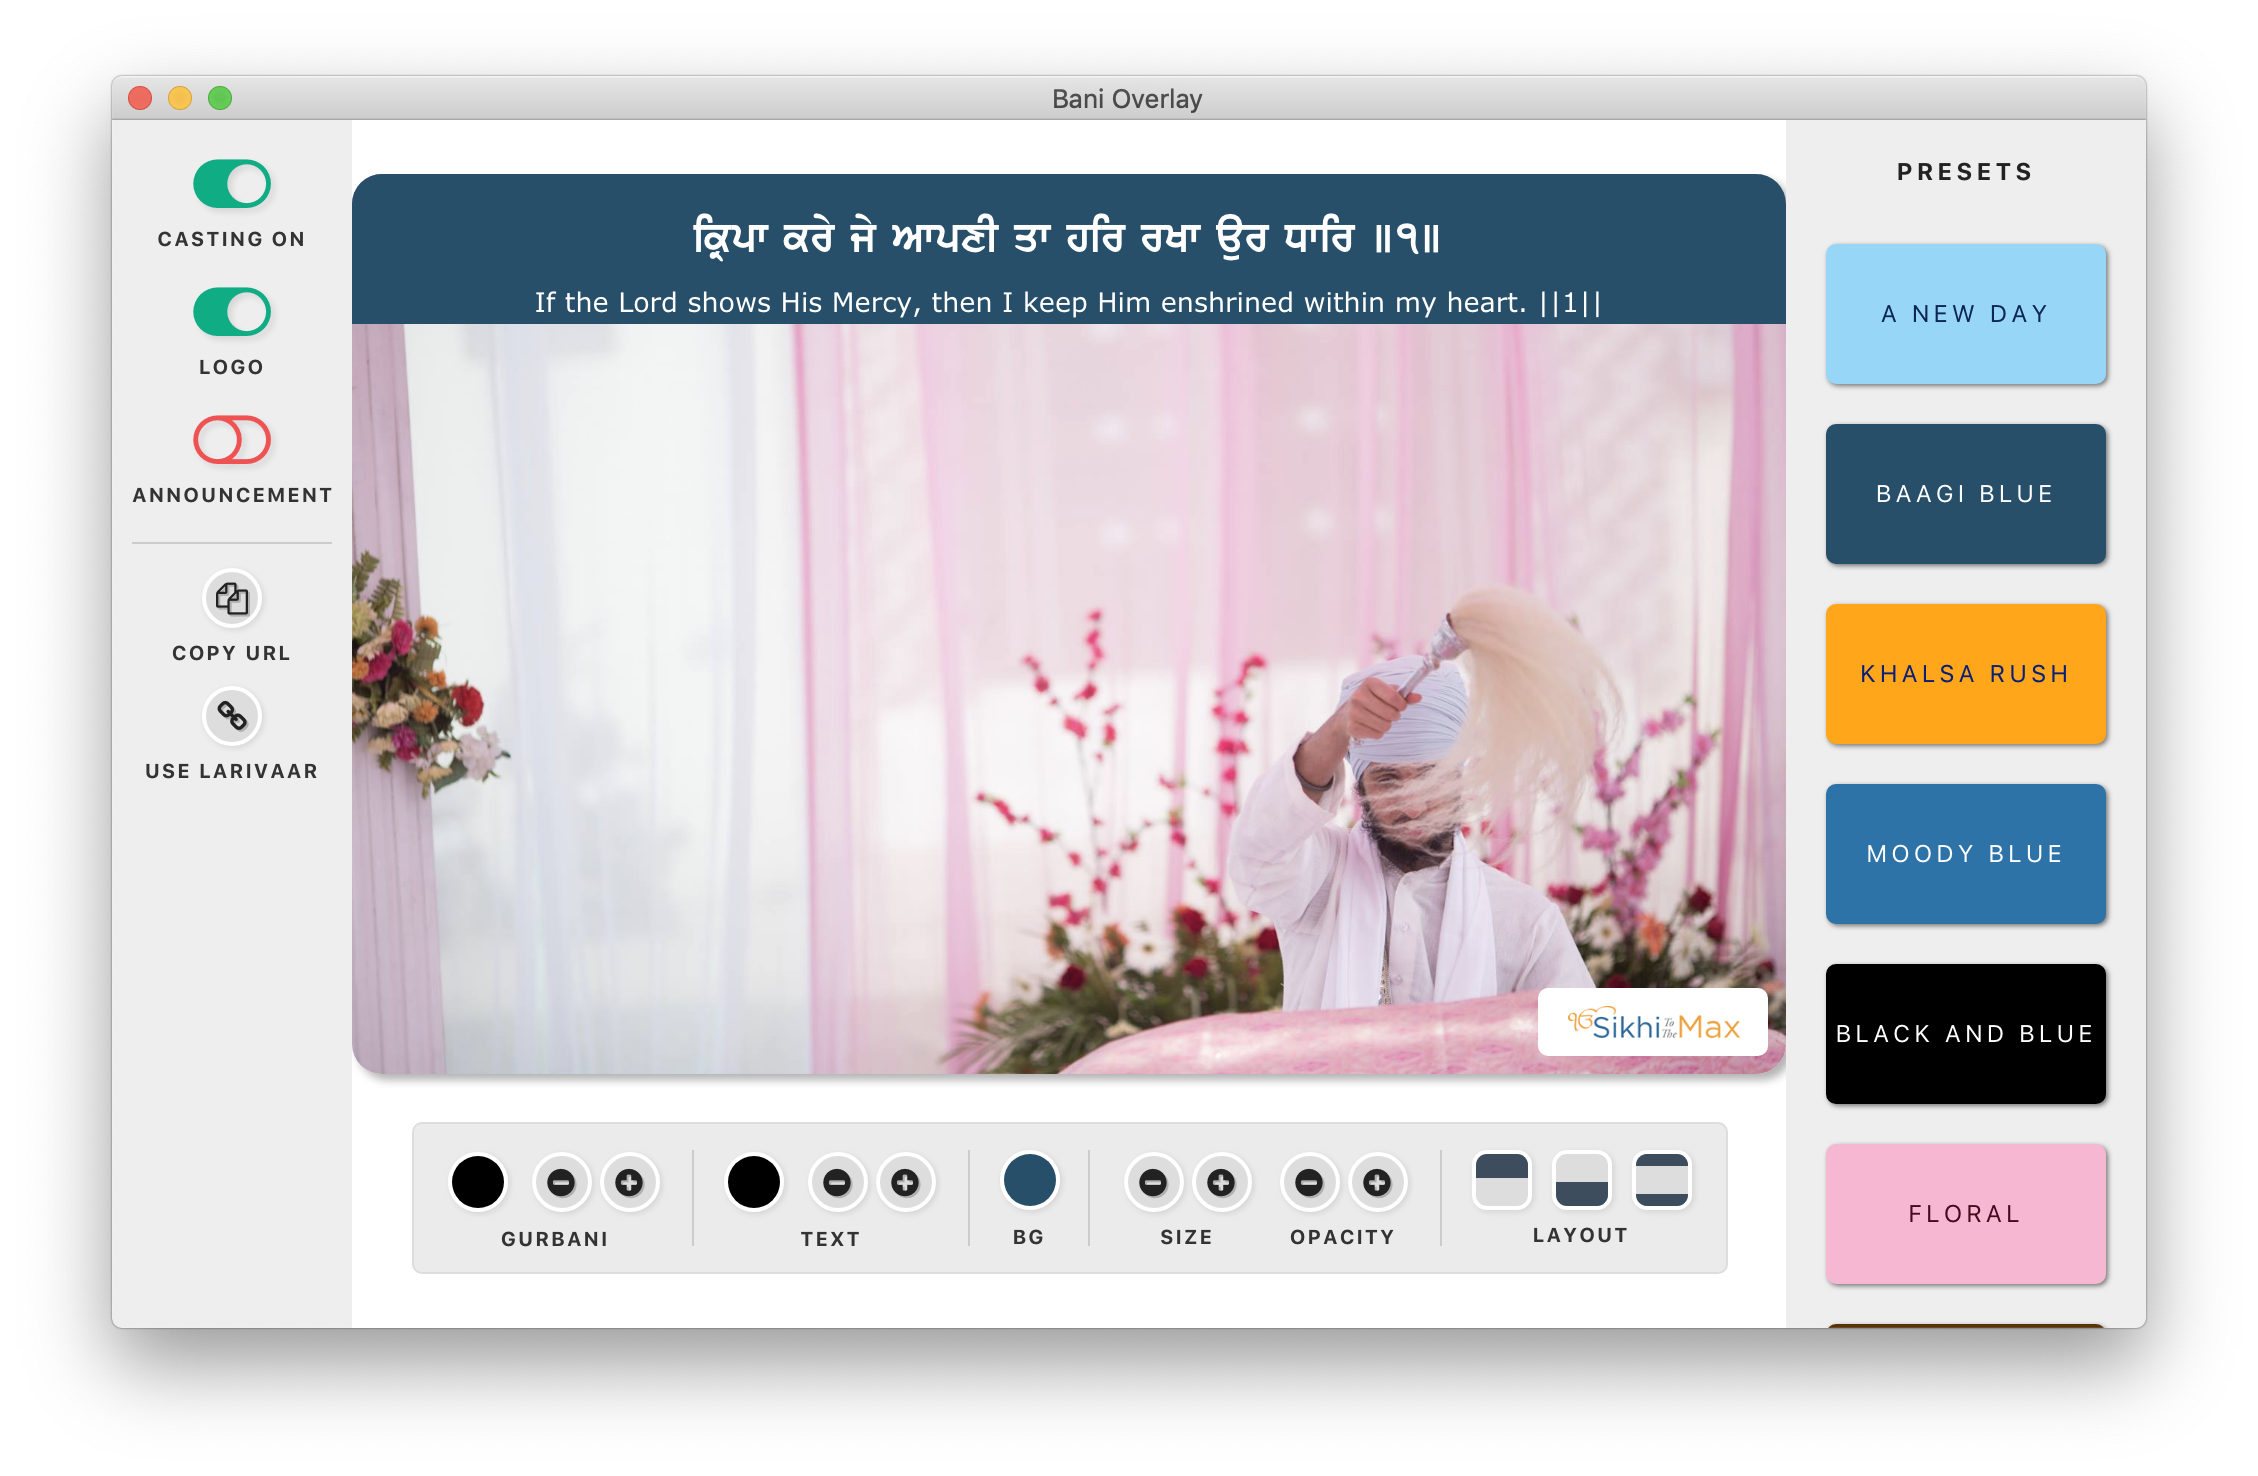 Bani Overlay
CASTING ON
LOGO
ANNOUNCEMENT
COPY URL
USE LARIVAAR
ਕ੍ਰਿਪਾ ਕਰੇ ਜੇ ਆਪਣੀ ਤਾ ਹਰਿ ਰਖਾ ਉਰ ਧਾਰਿ ॥੧॥
If the Lord shows His Mercy, then I keep Him enshrined within my heart. ||1||
ੴSikhi To The Max
GURBANI
TEXT
BG
SIZE
OPACITY
LAYOUT
PRESETS
A NEW DAY
BAAGI BLUE
KHALSA RUSH
MOODY BLUE
BLACK AND BLUE
FLORAL